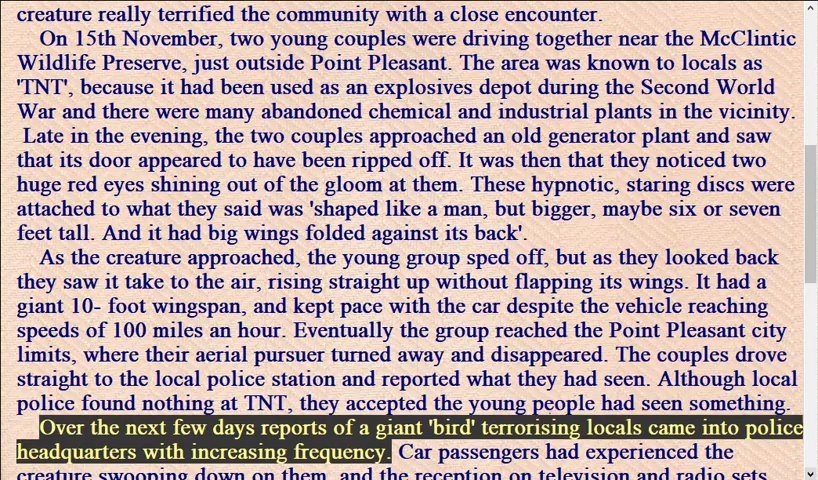 creature really terrified the community with a close encounter.
On 15th November, two young couples were driving together near the McClintic
Wildlife Preserve, just outside Point Pleasant. The area was known to locals as
'TNT', because it had been used as an explosives depot during the Second World
War and there were many abandoned chemical and industrial plants in the vicinity.
Late in the evening, the two couples approached an old generator plant and saw
that its door appeared to have been ripped off. It was then that they noticed two
huge red eyes shining out of the gloom at them. These hypnotic, staring discs were
attached to what they said was 'shaped like a man, but bigger, maybe six or seven
feet tall. And it had big wings folded against its back'.
As the creature approached, the young group sped off, but as they looked back
they saw it take to the air, rising straight up without flapping its wings. It had a
giant 10- foot wingspan, and kept pace with the car despite the vehicle reaching
speeds of 100 miles an hour. Eventually the group reached the Point Pleasant city
limits, where their aerial pursuer turned away and disappeared. The couples drove
straight to the local police station and reported what they had seen. Although local
police found nothing at TNT, they accepted the young people had seen something.
Over the next few days reports of a giant 'bird' terrorising locals came into police
headquarters with increasing frequency. Car passengers had experienced the
creature swooping down on them, and the reception on television and radio sets